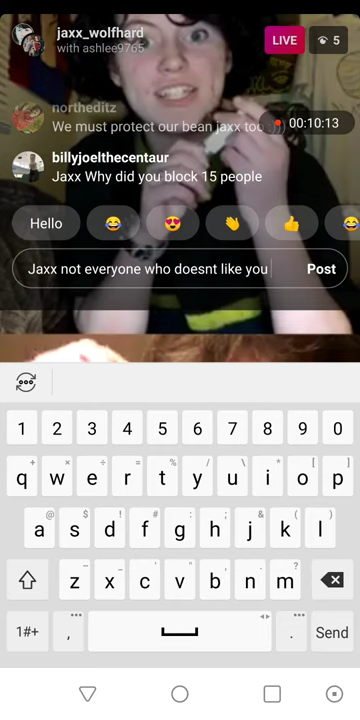 jaxx_wolfhard
with ashlee9765
LIVE
5
northeditz
We must protect our bean jaxx too :)))
00:10:13
billyjoelthecentaur
Jaxx Why did you block 15 people
Hello
Jaxx not everyone who doesnt like you
Post
1 2 3 4 5 6 7 8 9 0
+ × ÷ = % / \ * [ ]
q w e r t y u i o p
@ $ ! # : ; & ( )
a s d f g h j k l
– _ ~ ^ ' " ?
z x c v b n m
1#+ , . Send